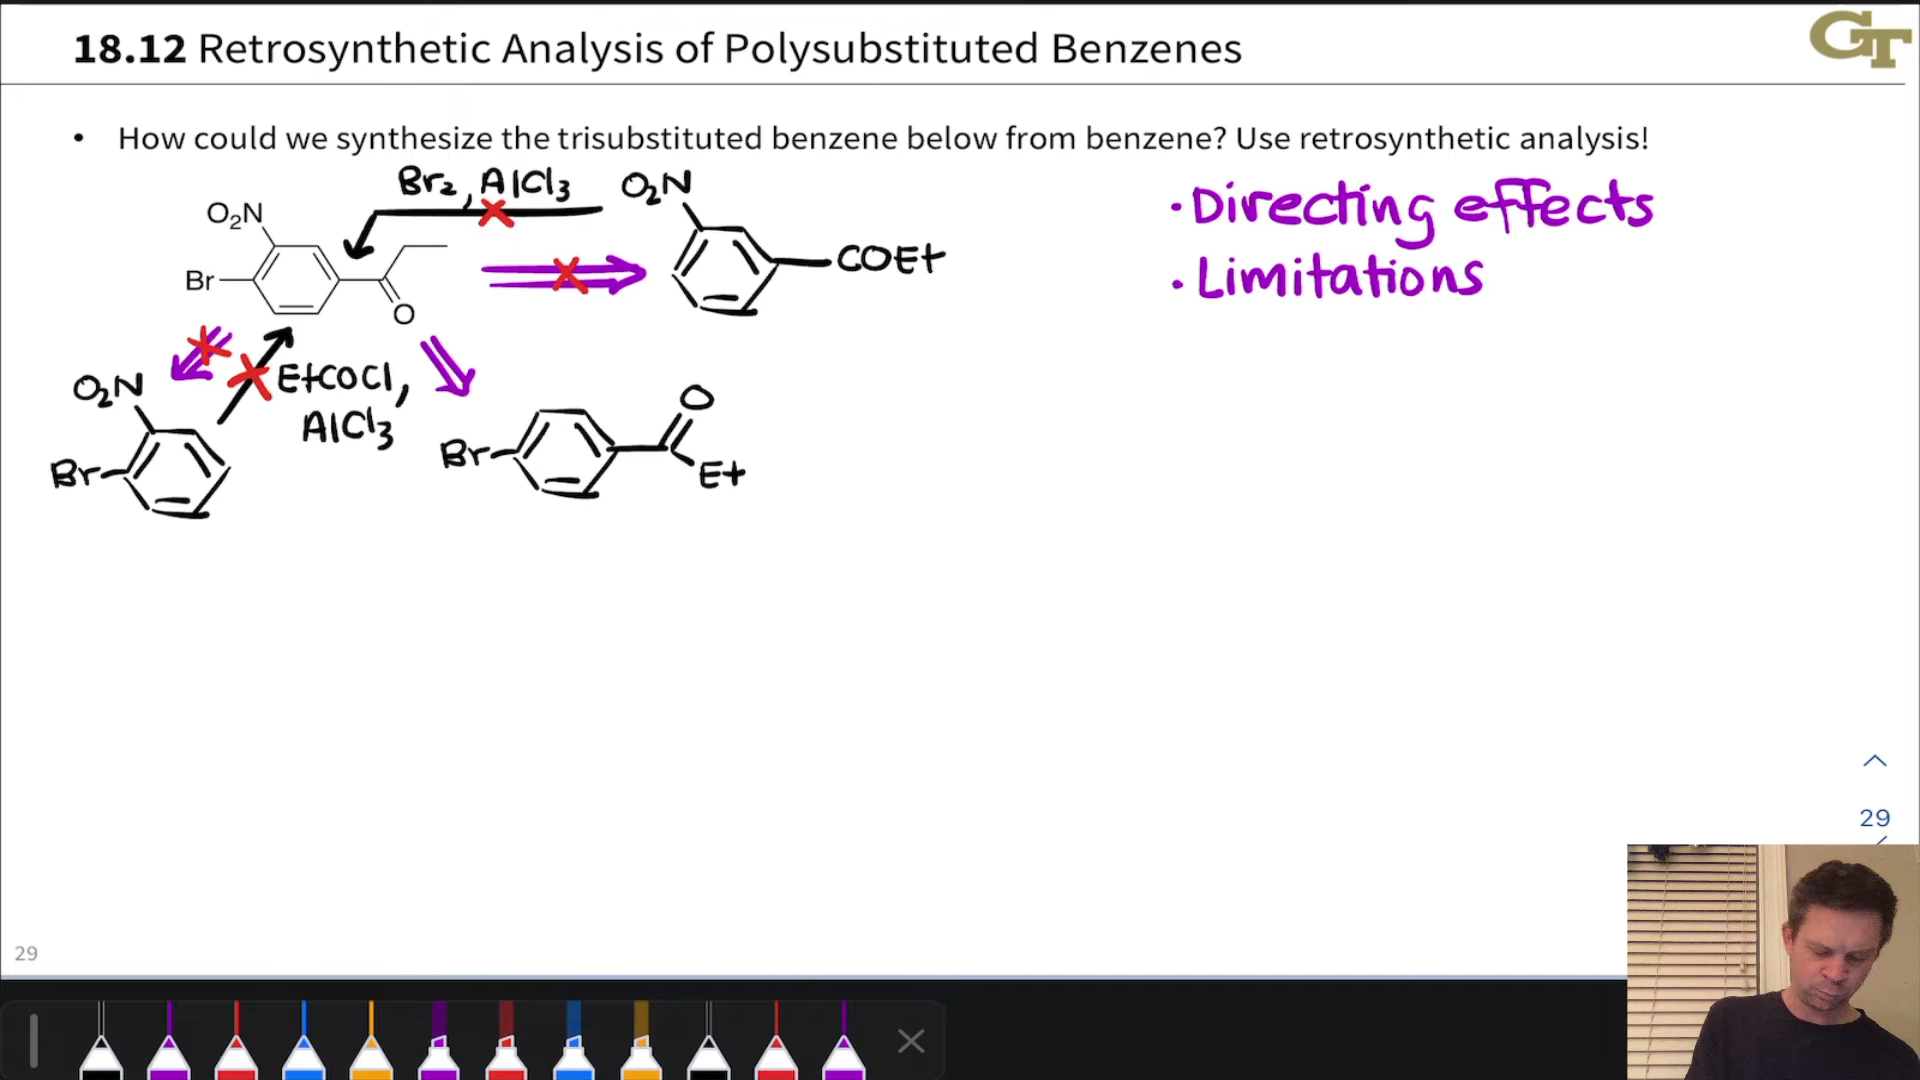 18.12 Retrosynthetic Analysis of Polysubstituted Benzenes
GT
• How could we synthesize the trisubstituted benzene below from benzene? Use retrosynthetic analysis!
Br₂, AlCl₃
O₂N
• Directing effects
O₂N
COEt
Br
O
• Limitations
O₂N
EtCOCl,
AlCl₃
O
Br
Br
Et
29
29